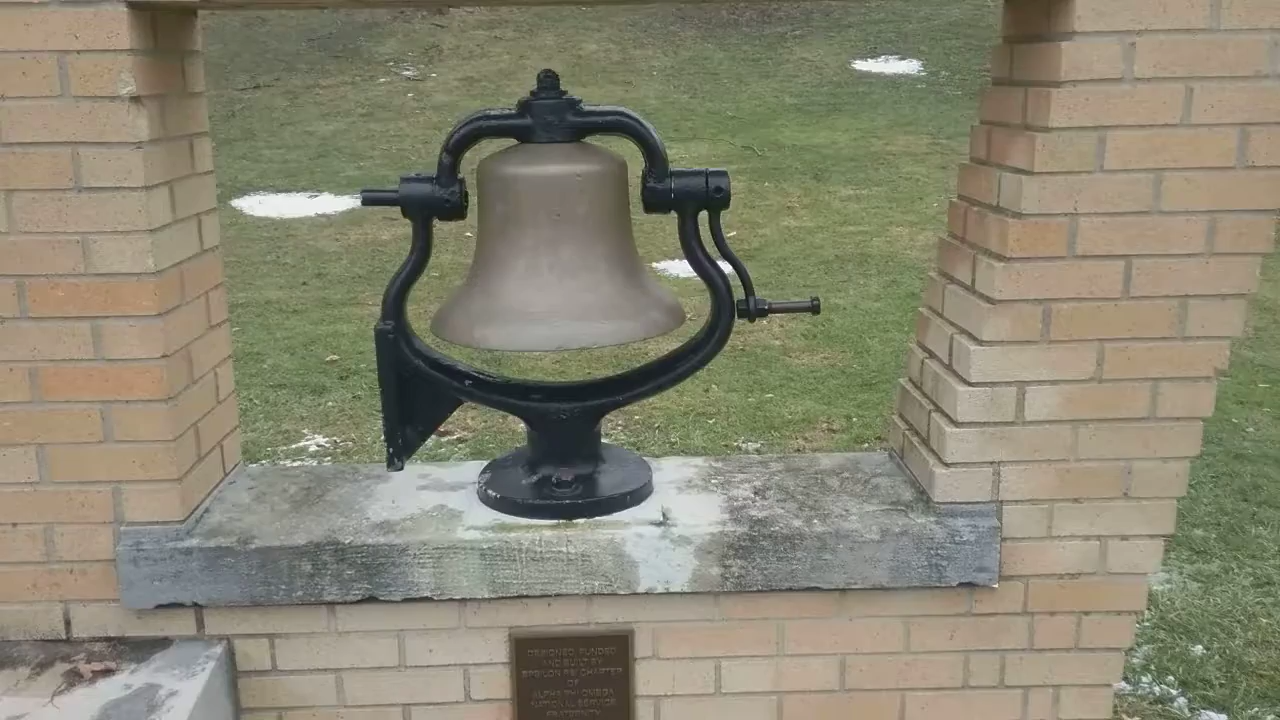 DESIGNED, FUNDED
AND BUILT BY
EPSILON PSI CHAPTER
OF
ALPHA PHI OMEGA
NATIONAL SERVICE
FRATERNITY